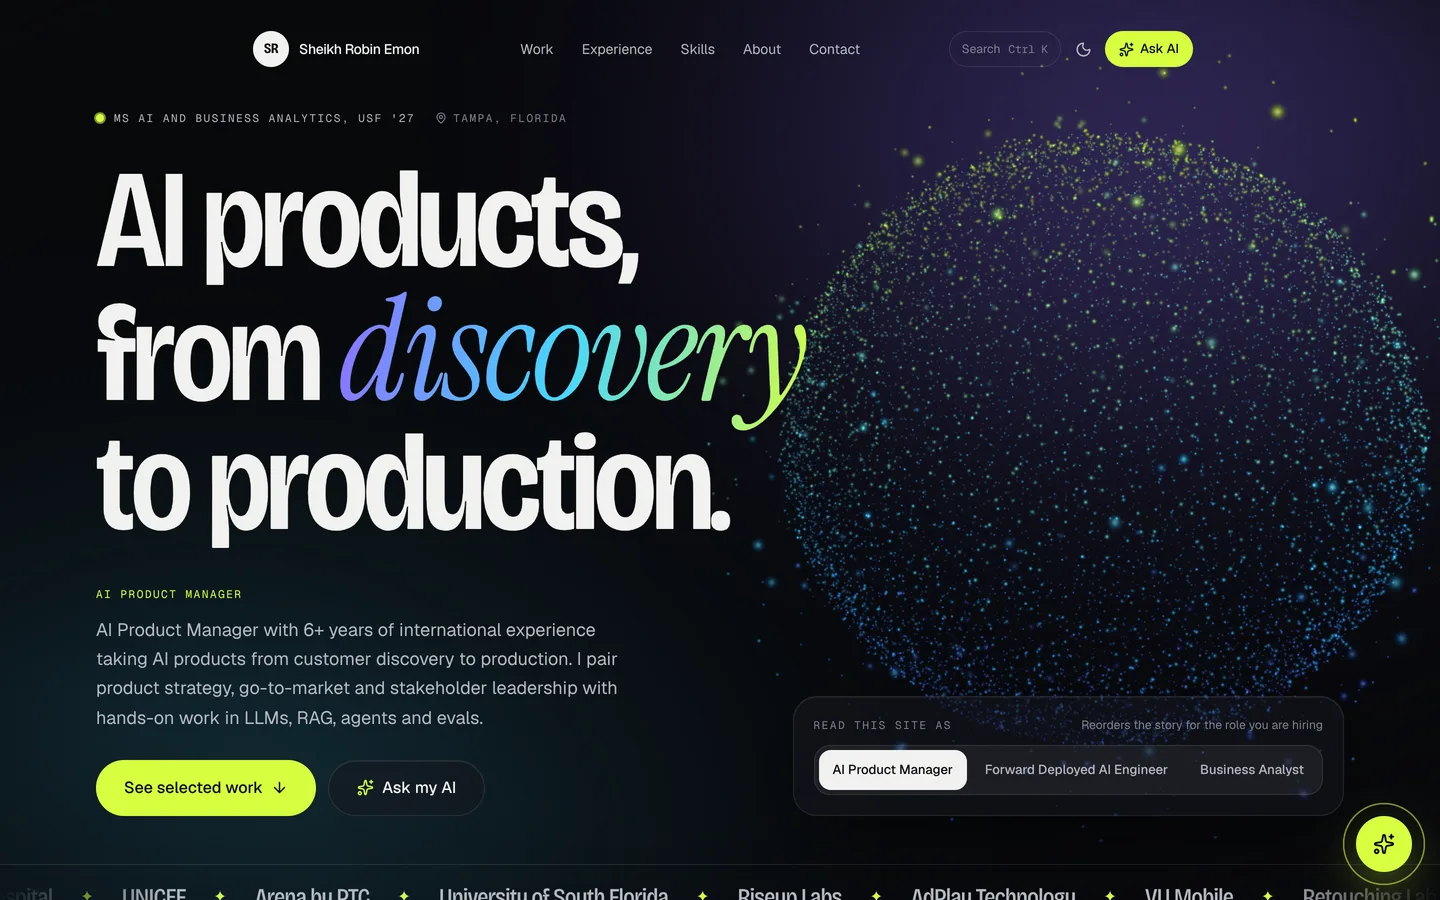 SR
Sheikh Robin Emon
Work
Experience
Skills
About
Contact
Search Ctrl K
Ask AI
MS AI AND BUSINESS ANALYTICS, USF '27
TAMPA, FLORIDA
AI products,
from discovery
to production.
AI PRODUCT MANAGER
AI Product Manager with 6+ years of international experience
taking AI products from customer discovery to production. I pair
product strategy, go-to-market and stakeholder leadership with
hands-on work in LLMs, RAG, agents and evals.
See selected work
Ask my AI
READ THIS SITE AS
Reorders the story for the role you are hiring
AI Product Manager
Forward Deployed AI Engineer
Business Analyst
UNICEF
Arena by PTC
University of South Florida
Riseup Labs
AdPlay Technology
VU Mobile
Retouching